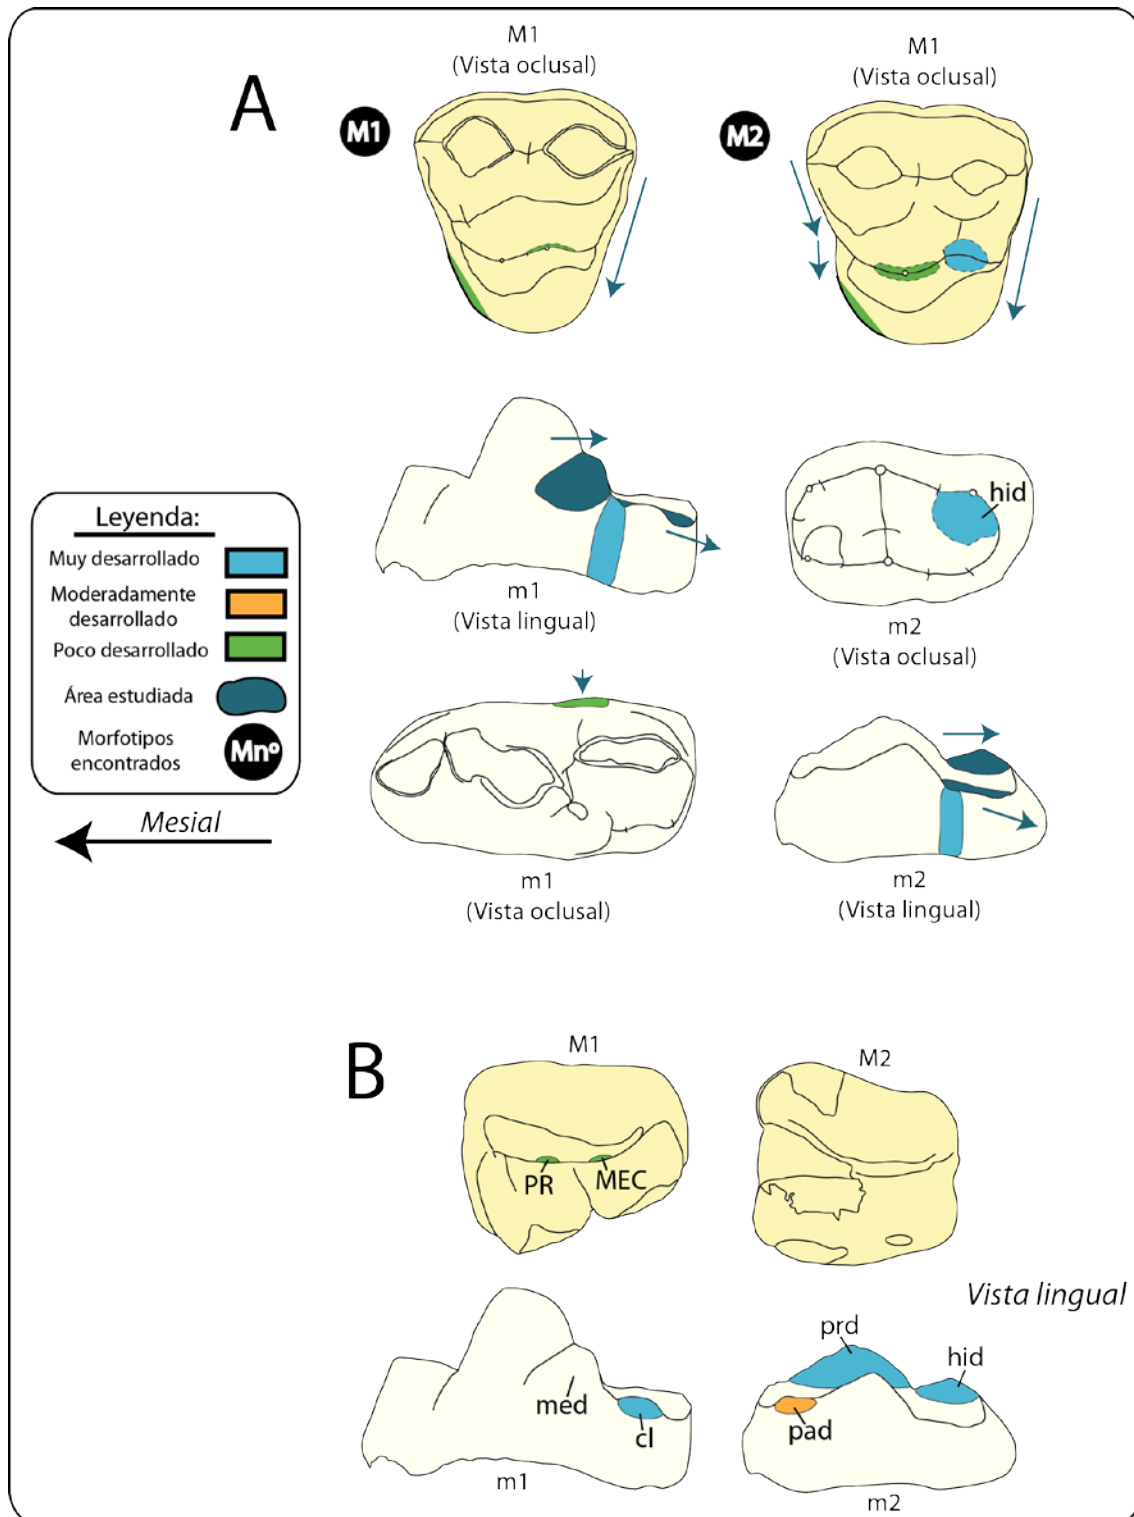 A
M1
(Vista oclusal)
M1
M1
(Vista oclusal)
M2
m1
(Vista lingual)
hid
m2
(Vista oclusal)
Leyenda:
Muy desarrollado
Moderadamente
desarrollado
Poco desarrollado
Área estudiada
Morfotipos
encontrados
Mnº
Mesial
m1
(Vista oclusal)
m2
(Vista lingual)
B
M1
PR
MEC
M2
Vista lingual
med
cl
m1
prd
hid
pad
m2